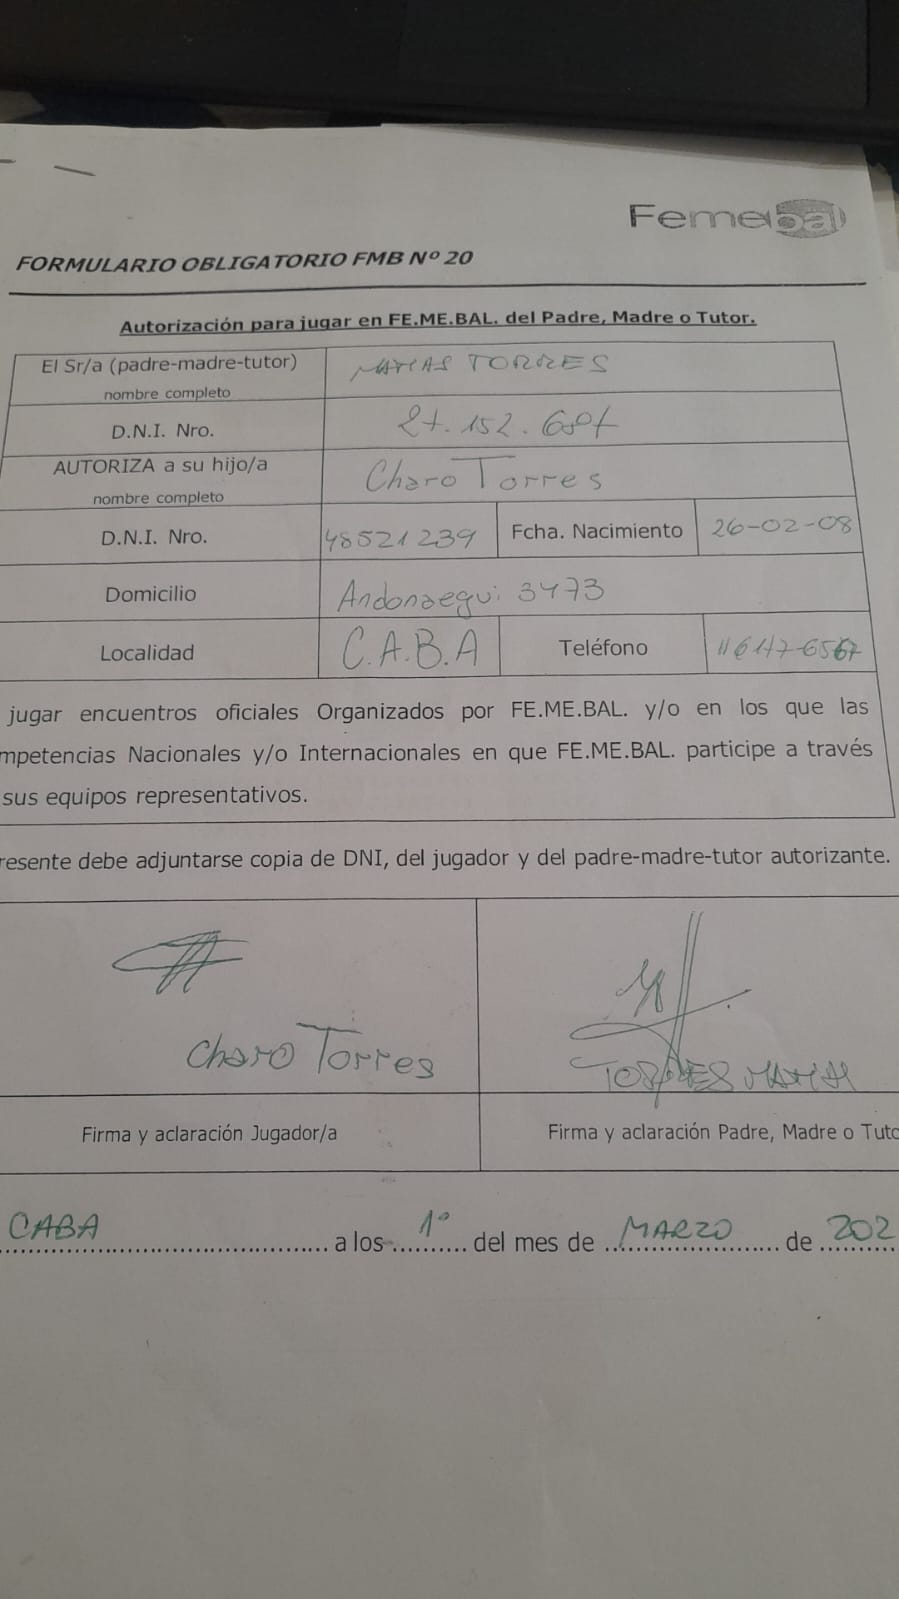 Femebal
FORMULARIO OBLIGATORIO FMB Nº 20
Autorización para jugar en FE.ME.BAL. del Padre, Madre o Tutor.
El Sr/a (padre-madre-tutor)
nombre completo
MATIAS TORRES
D.N.I. Nro.
27.152.
AUTORIZA a su hijo/a
nombre completo
Charo Torres
D.N.I. Nro. 48521239 Fcha. Nacimiento 26-02-08
Domicilio Andonaegui 3473
Localidad C.A.B.A Teléfono
jugar encuentros oficiales Organizados por FE.ME.BAL. y/o en los que las
mpetencias Nacionales y/o Internacionales en que FE.ME.BAL. participe a través
sus equipos representativos.
resente debe adjuntarse copia de DNI, del jugador y del padre-madre-tutor autorizante.
Charo Torres TORRES MATIAS
Firma y aclaración Jugador/a Firma y aclaración Padre, Madre o Tuto
CABA a los 1º del mes de MARZO de 202